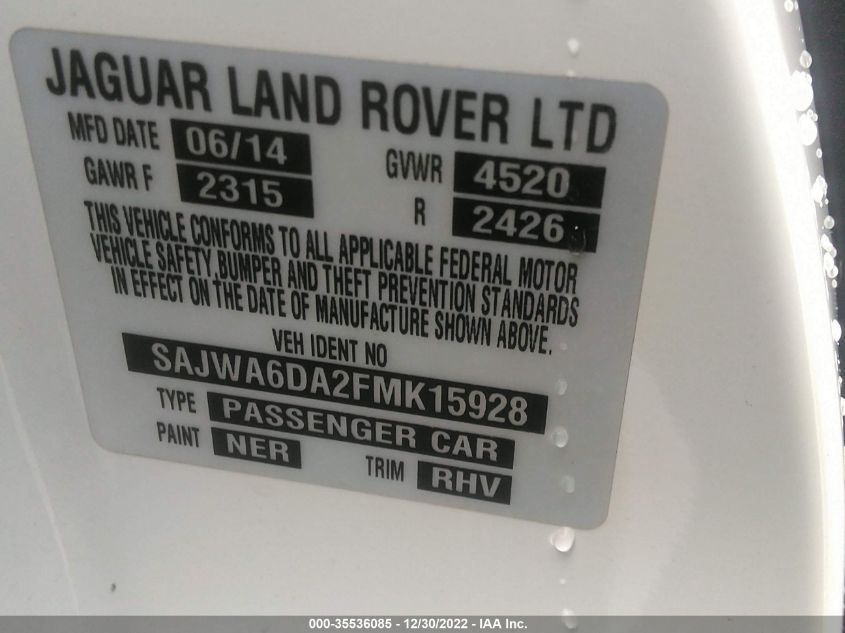 JAGUAR LAND ROVER LTD
MFD DATE 06/14 GVWR 4520
GAWR F 2315 R 2426
THIS VEHICLE CONFORMS TO ALL APPLICABLE FEDERAL MOTOR
VEHICLE SAFETY, BUMPER AND THEFT PREVENTION STANDARDS
IN EFFECT ON THE DATE OF MANUFACTURE SHOWN ABOVE.
VEH IDENT NO
SAJWA6DA2FMK15928
TYPE PASSENGER CAR
PAINT NER TRIM RHV
000-35536085 - 12/30/2022 - IAA Inc.